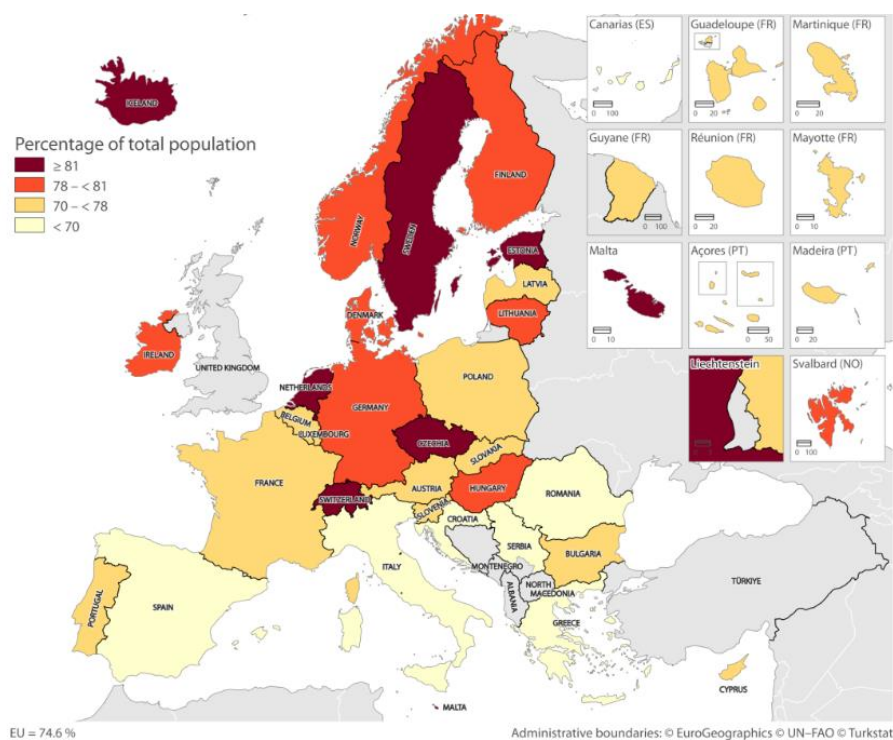 Canarias (ES)
Guadeloupe (FR)
Martinique (FR)
0 100
0 20
0 20
Guyane (FR)
Réunion (FR)
Mayotte (FR)
0 100
0 20
0 10
Malta
Açores (PT)
Madeira (PT)
0 10
0 50
0 20
Liechtenstein
Svalbard (NO)
0 100
Percentage of total population
≥ 81
78 – < 81
70 – < 78
< 70
ICELAND
NORWAY
SWEDEN
FINLAND
ESTONIA
LATVIA
LITHUANIA
DENMARK
IRELAND
UNITED KINGDOM
NETHERLANDS
BELGIUM
LUXEMBOURG
GERMANY
POLAND
CZECHIA
SLOVAKIA
FRANCE
SWITZERLAND
AUSTRIA
HUNGARY
SLOVENIA
CROATIA
ROMANIA
SERBIA
BULGARIA
ITALY
MONTENEGRO
NORTH
MACEDONIA
ALBANIA
GREECE
TÜRKIYE
PORTUGAL
SPAIN
MALTA
CYPRUS
EU = 74.6 %
Administrative boundaries: © EuroGeographics © UN–FAO © Turkstat